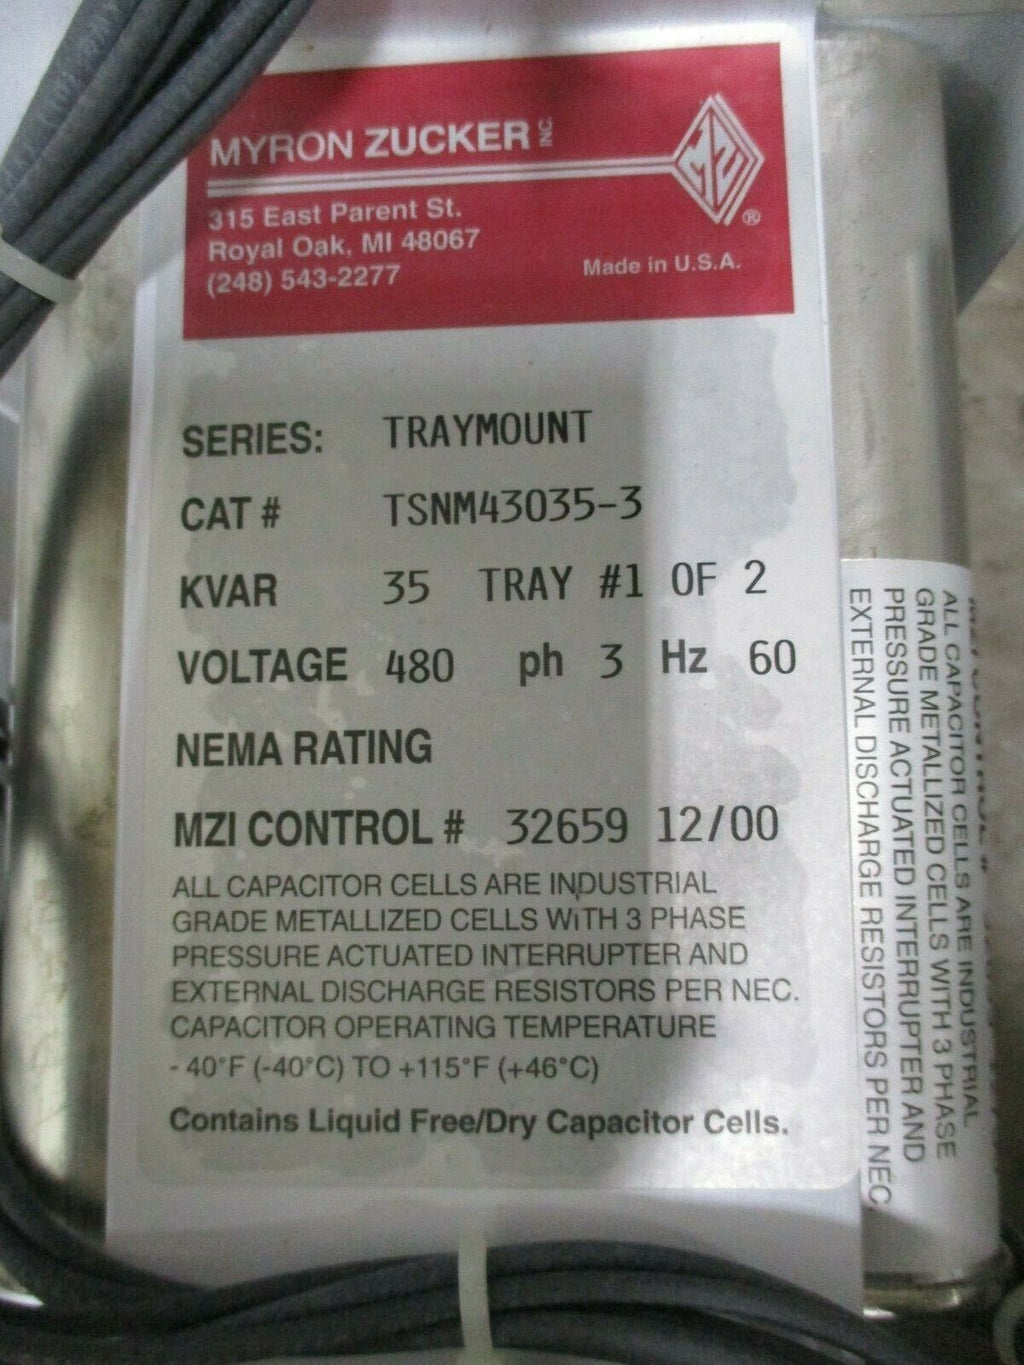 MYRON ZUCKER INC.
315 East Parent St.
Royal Oak, MI 48067
(248) 543-2277
Made in U.S.A.
MZI
®
SERIES: TRAYMOUNT
CAT # TSNM43035-3
KVAR 35 TRAY #1 OF 2
VOLTAGE 480 ph 3 Hz 60
NEMA RATING
MZI CONTROL # 32659 12/00
ALL CAPACITOR CELLS ARE INDUSTRIAL
GRADE METALLIZED CELLS WITH 3 PHASE
PRESSURE ACTUATED INTERRUPTER AND
EXTERNAL DISCHARGE RESISTORS PER NEC.
CAPACITOR OPERATING TEMPERATURE
- 40°F (-40°C) TO +115°F (+46°C)
Contains Liquid Free/Dry Capacitor Cells.
ALL CAPACITOR CELLS ARE INDUSTRIAL
GRADE METALLIZED CELLS WITH 3 PHASE
PRESSURE ACTUATED INTERRUPTER AND
EXTERNAL DISCHARGE RESISTORS PER NEC.